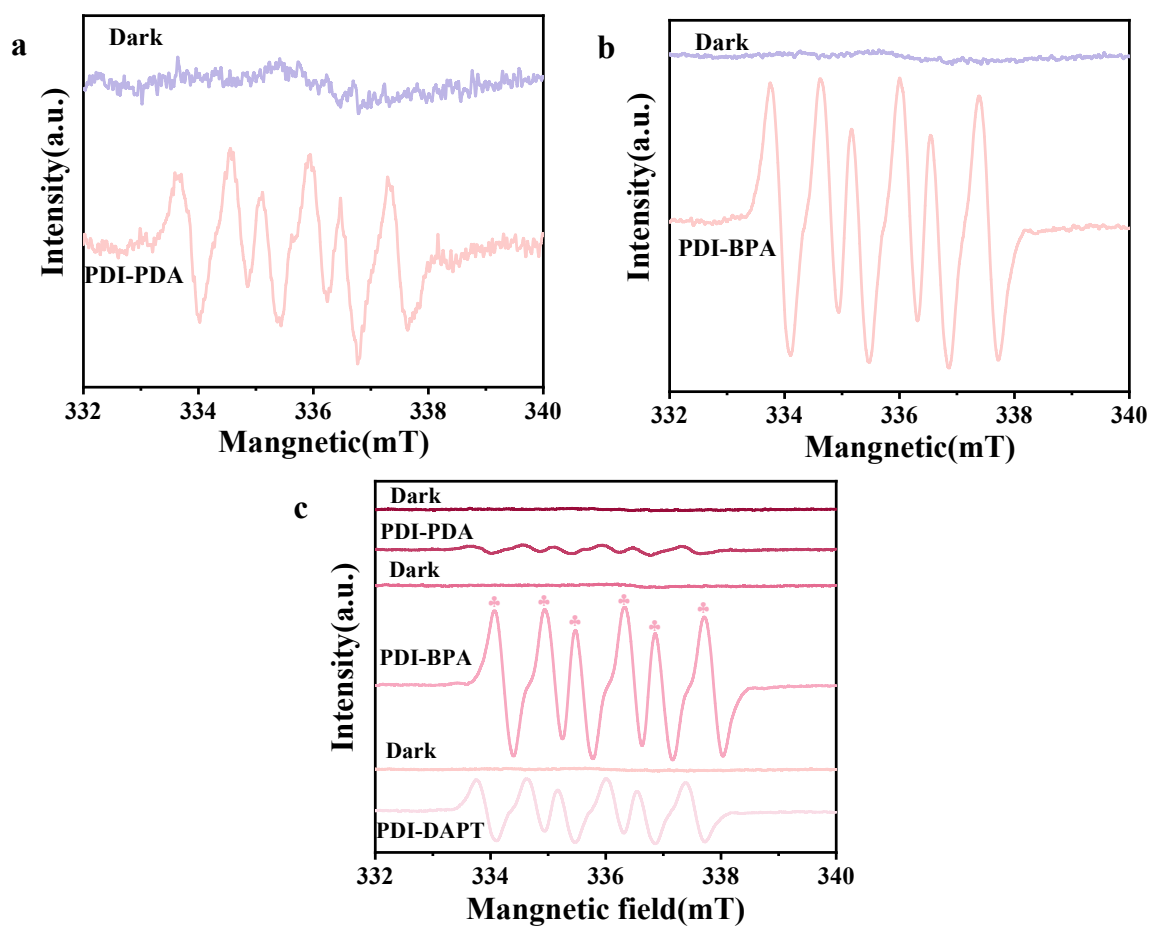 a
Dark
PDI-PDA
Intensity(a.u.)
332 334 336 338 340
Mangnetic(mT)
b
Dark
PDI-BPA
Intensity(a.u.)
332 334 336 338 340
Mangnetic(mT)
c
Dark
PDI-PDA
Dark
♣ ♣ ♣ ♣ ♣ ♣
PDI-BPA
Dark
PDI-DAPT
Intensity(a.u.)
332 334 336 338 340
Mangnetic field(mT)